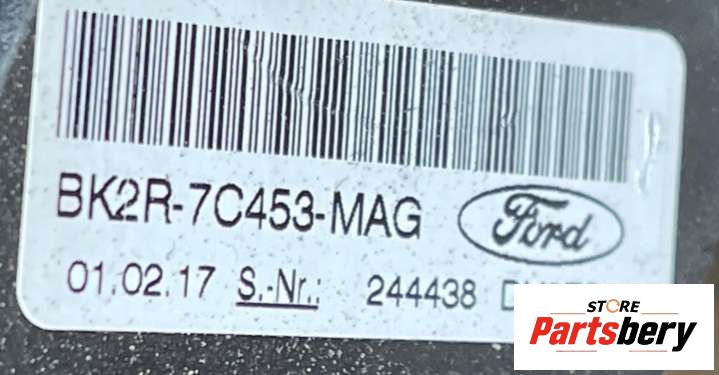 BK2R-7C453-MAG
Ford
01.02.17 S.-Nr.: 244438
STORE
Partsbery